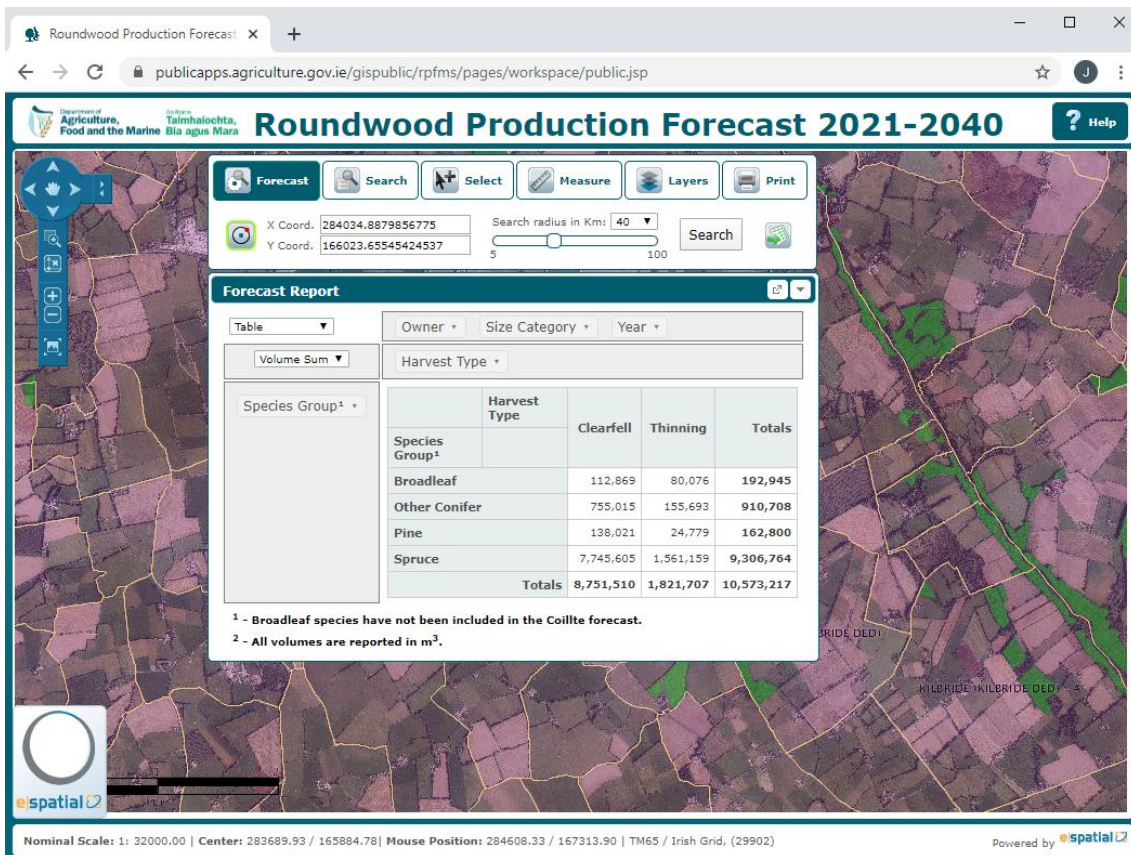 Roundwood Production Forecast
publicapps.agriculture.gov.ie/gispublic/rpfms/pages/workspace/public.jsp
J
Department of
Agriculture,
Food and the Marine
An Roinn
Talmhaíochta,
Bia agus Mara
Roundwood Production Forecast 2021-2040
? Help
Forecast Search Select Measure Layers Print
X Coord. 284034.8879856775 Search radius in Km: 40
Y Coord. 166023.65545424537 Search
5 100
Forecast Report
Table Owner Size Category Year
Volume Sum Harvest Type
Species Group¹
Harvest Type Clearfell Thinning Totals
Species Group¹
Broadleaf 112,869 80,076 192,945
Other Conifer 755,015 155,693 910,708
Pine 138,021 24,779 162,800
Spruce 7,745,605 1,561,159 9,306,764
Totals 8,751,510 1,821,707 10,573,217
¹ - Broadleaf species have not been included in the Coillte forecast.
² - All volumes are reported in m³.
BRIDE DED)
KILBRIDE (KILBRIDE DED)
e|spatial
Nominal Scale: 1: 32000.00 | Center: 283689.93 / 165884.78| Mouse Position: 284608.33 / 167313.90 | TM65 / Irish Grid, (29902)
Powered by e|spatial